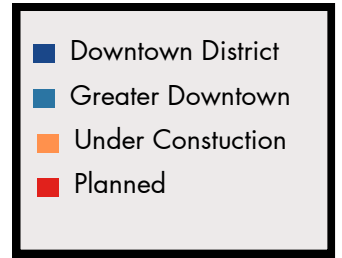 Downtown District
Greater Downtown
Under Constuction
Planned